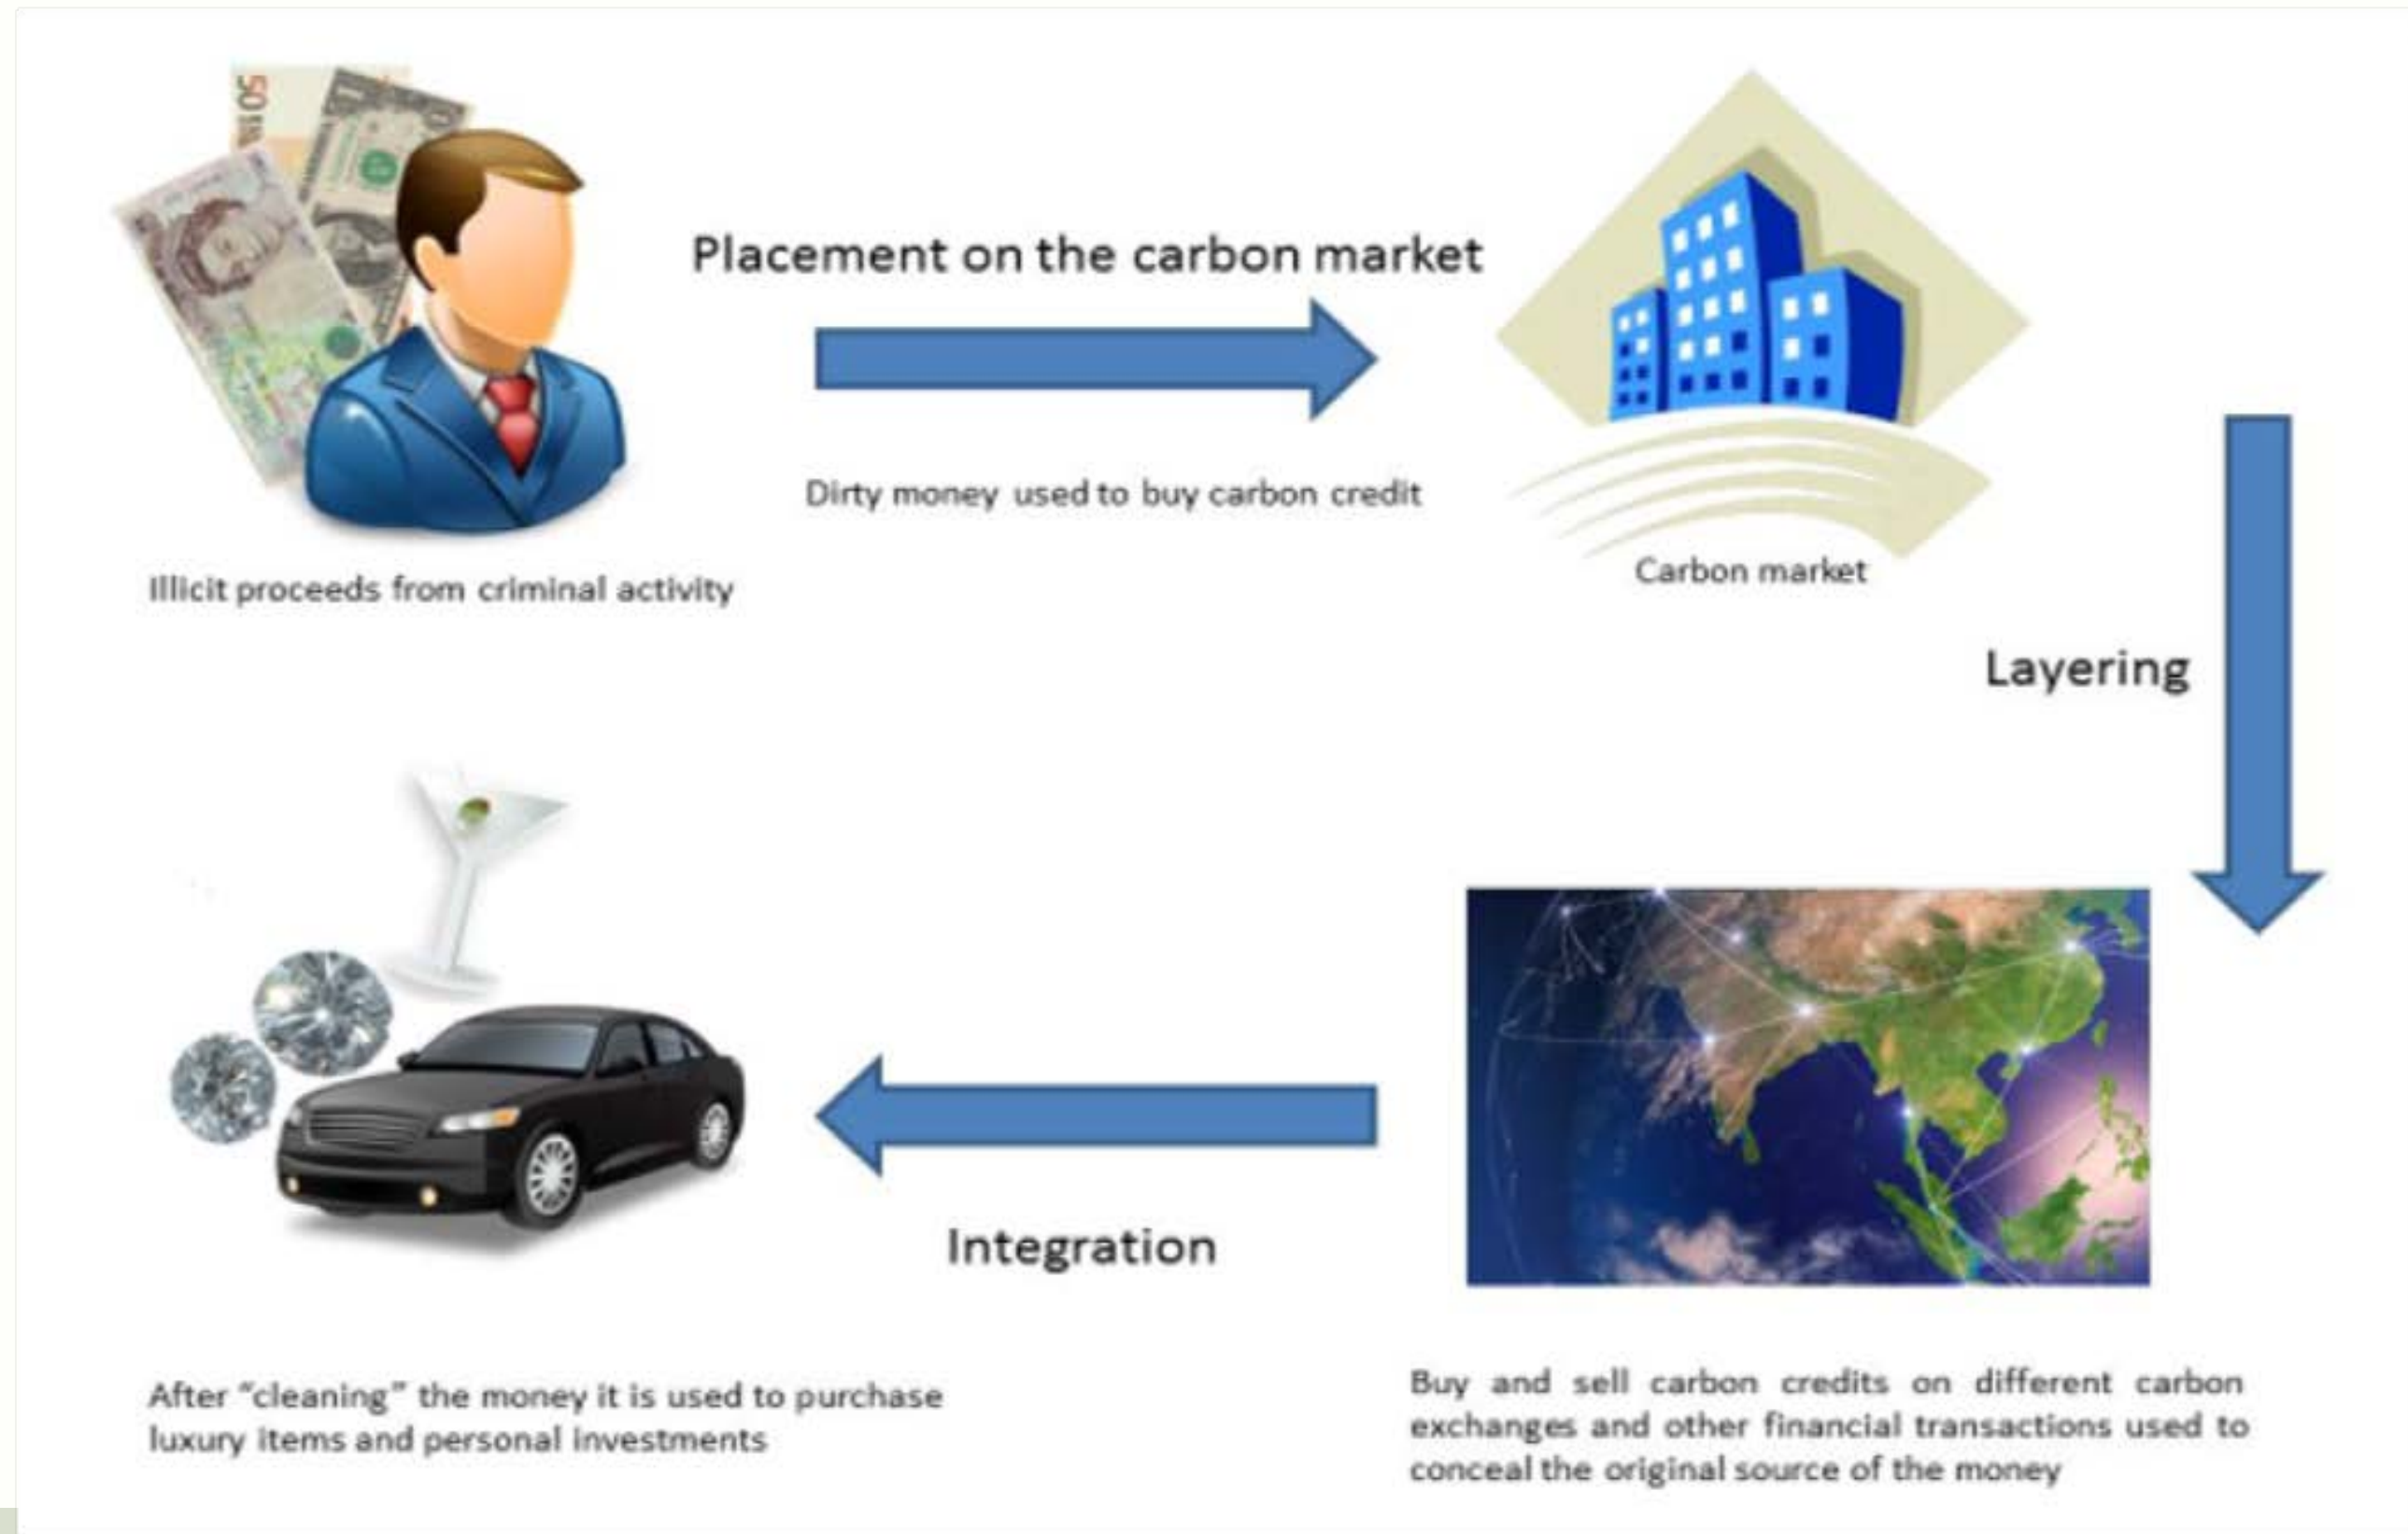 Placement on the carbon market
Dirty money used to buy carbon credit
Illicit proceeds from criminal activity
Carbon market
Layering
Integration
After “cleaning” the money it is used to purchase
luxury items and personal investments
Buy and sell carbon credits on different carbon
exchanges and other financial transactions used to
conceal the original source of the money